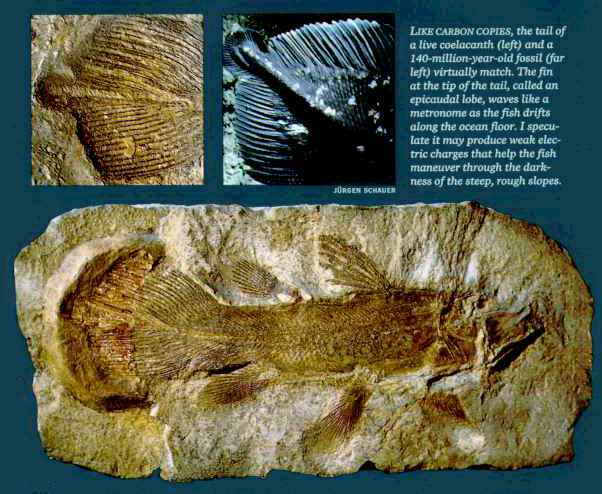 LIKE CARBON COPIES, the tail of
a live coelacanth (left) and a
140-million-year-old fossil (far
left) virtually match. The fin
at the tip of the tail, called an
epicaudal lobe, waves like a
metronome as the fish drifts
along the ocean floor. I specu-
late it may produce weak elec-
tric charges that help the fish
maneuver through the dark-
ness of the steep, rough slopes.
JÜRGEN SCHAUER